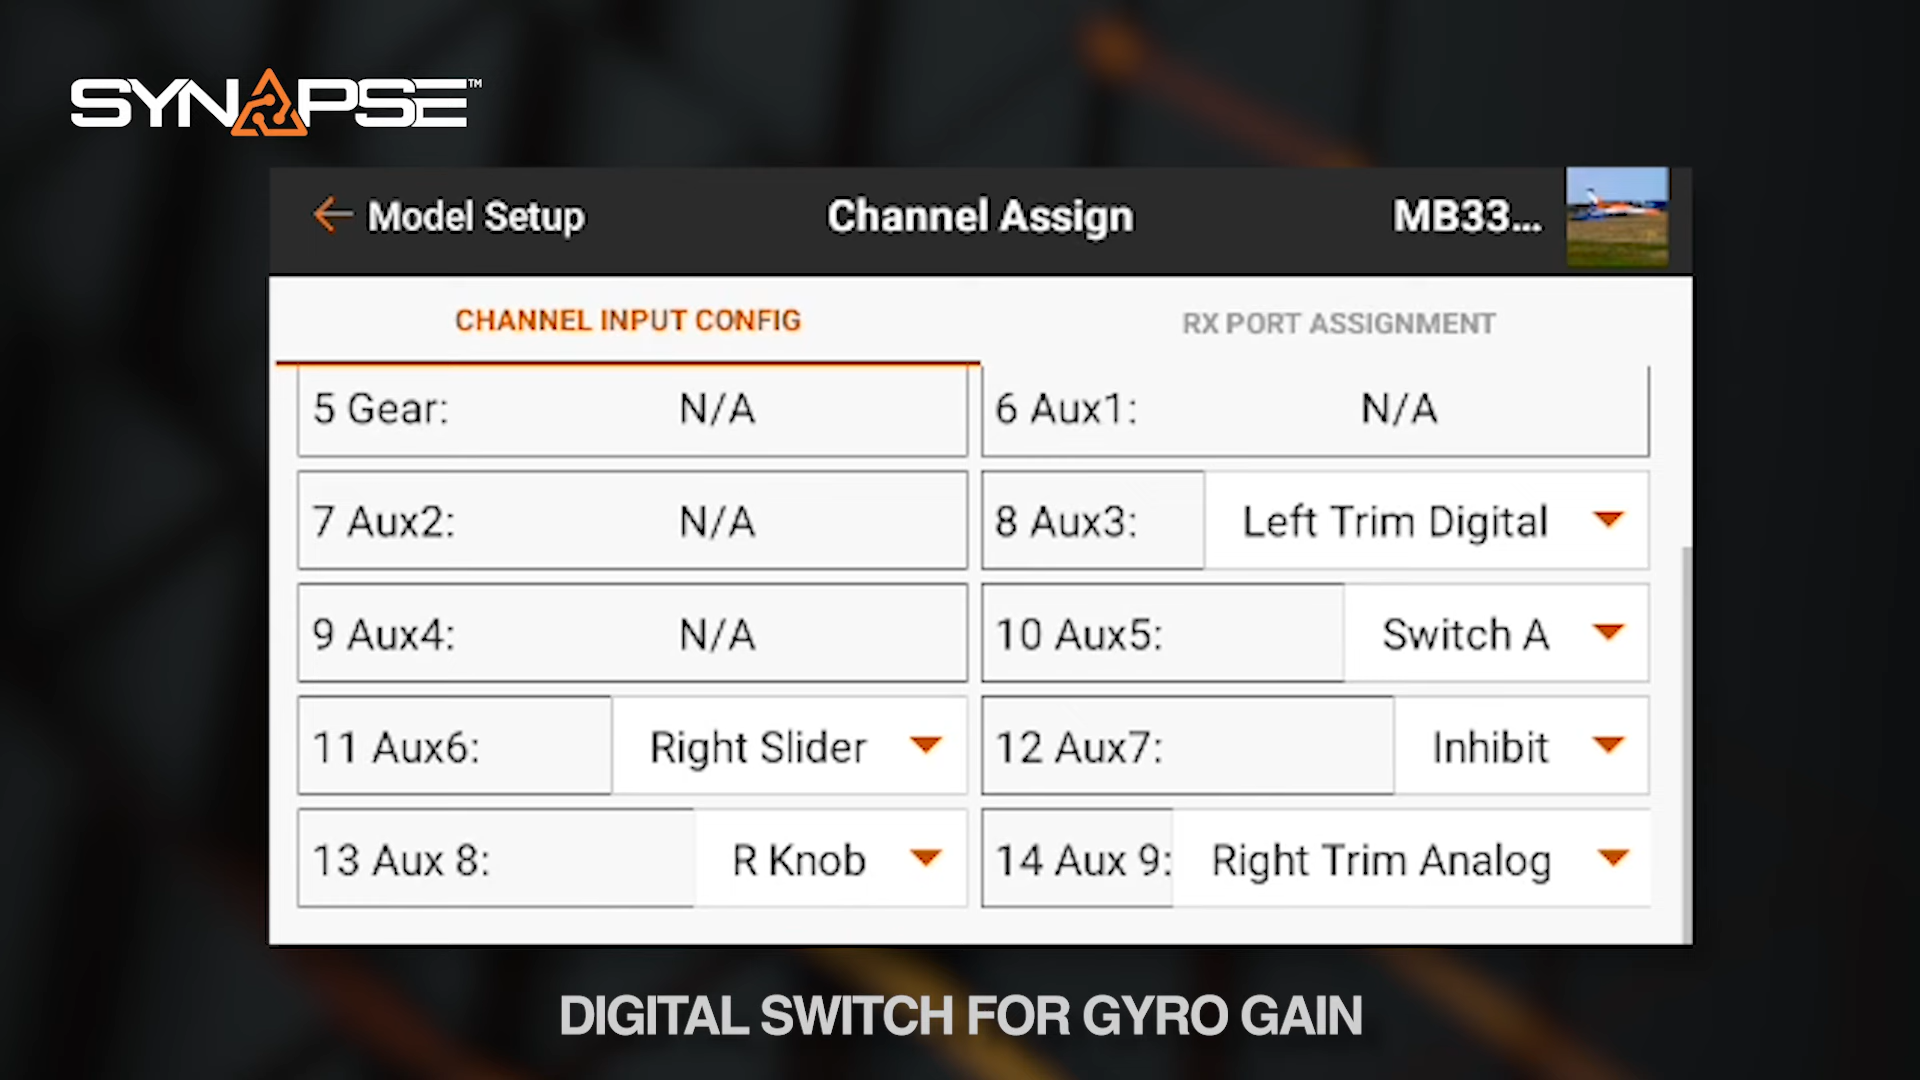 SYNAPSE™
Model Setup
Channel Assign
MB33...
CHANNEL INPUT CONFIG
RX PORT ASSIGNMENT
5 Gear: N/A
6 Aux1: N/A
7 Aux2: N/A
8 Aux3: Left Trim Digital
9 Aux4: N/A
10 Aux5: Switch A
11 Aux6: Right Slider
12 Aux7: Inhibit
13 Aux 8: R Knob
14 Aux 9: Right Trim Analog
DIGITAL SWITCH FOR GYRO GAIN